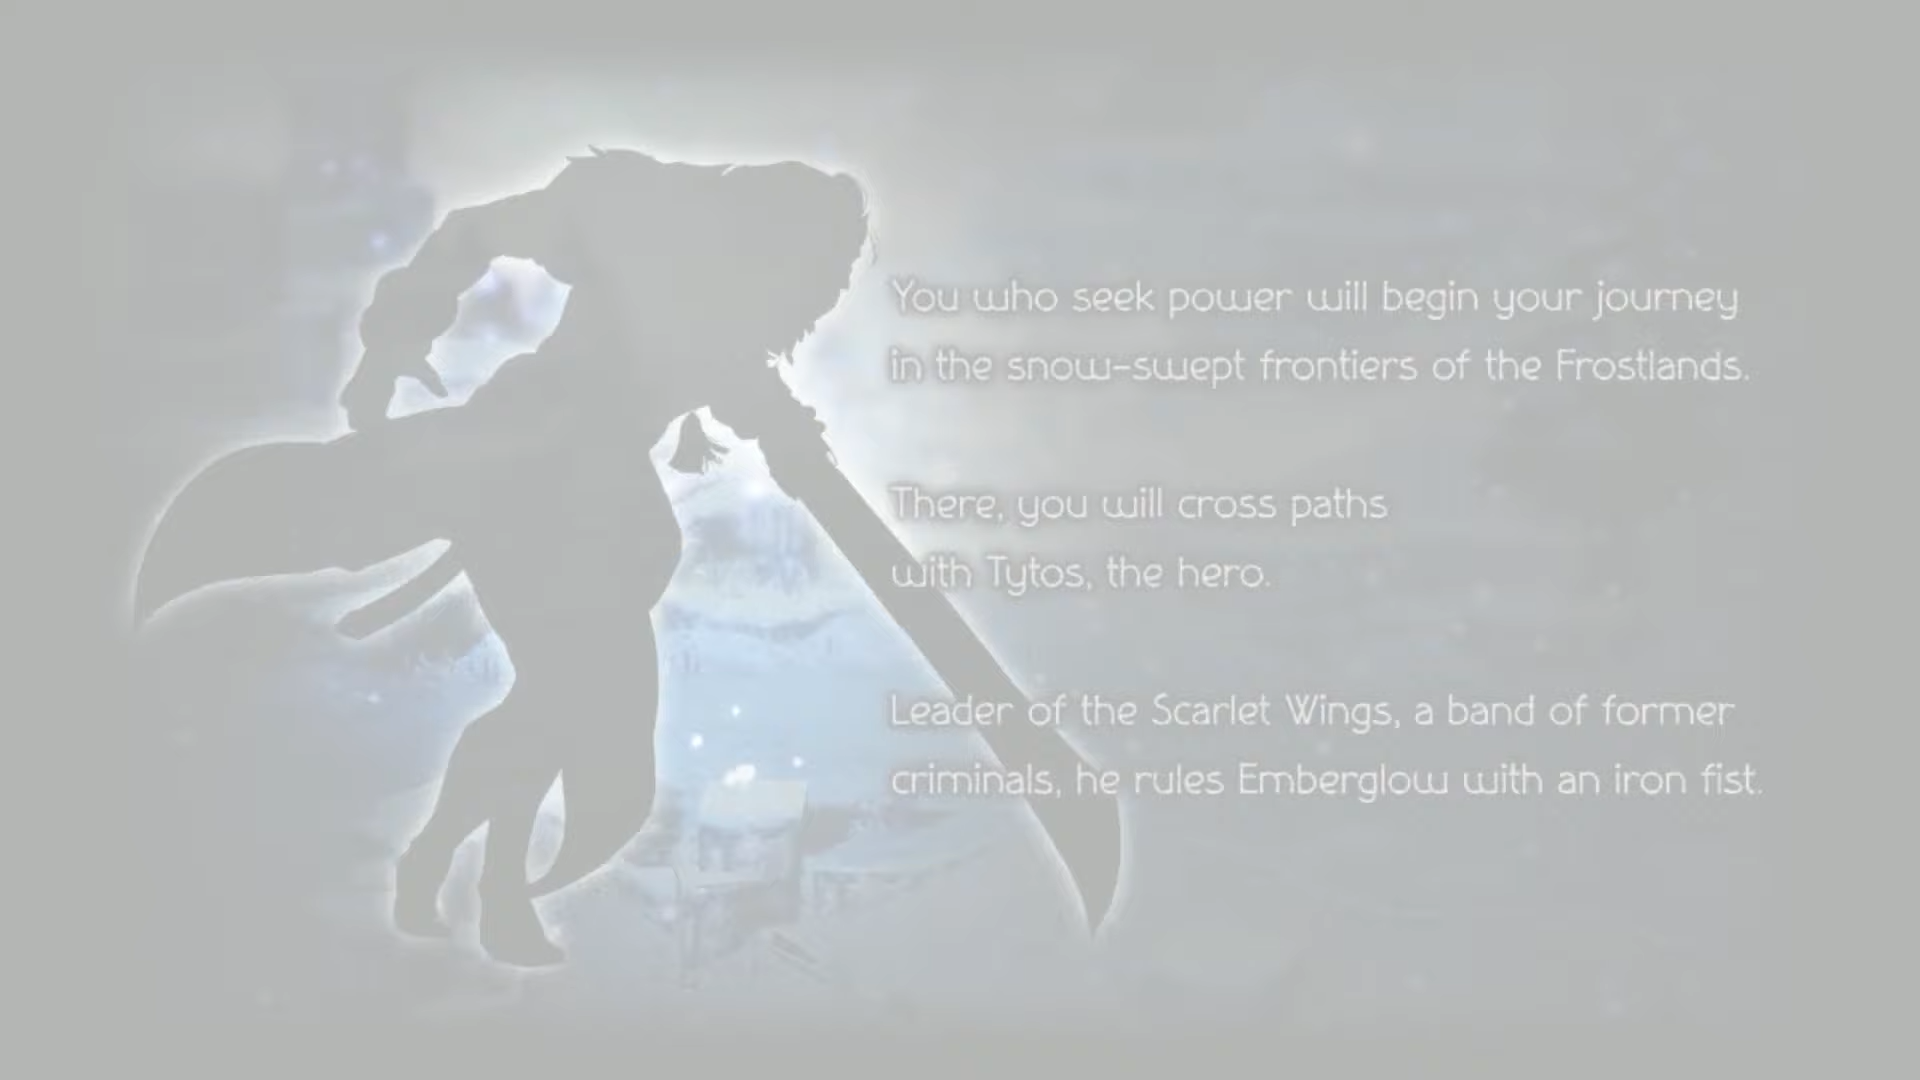 You who seek power will begin your journey
in the snow-swept frontiers of the Frostlands.
There, you will cross paths
with Tytos, the hero.
Leader of the Scarlet Wings, a band of former
criminals, he rules Emberglow with an iron fist.